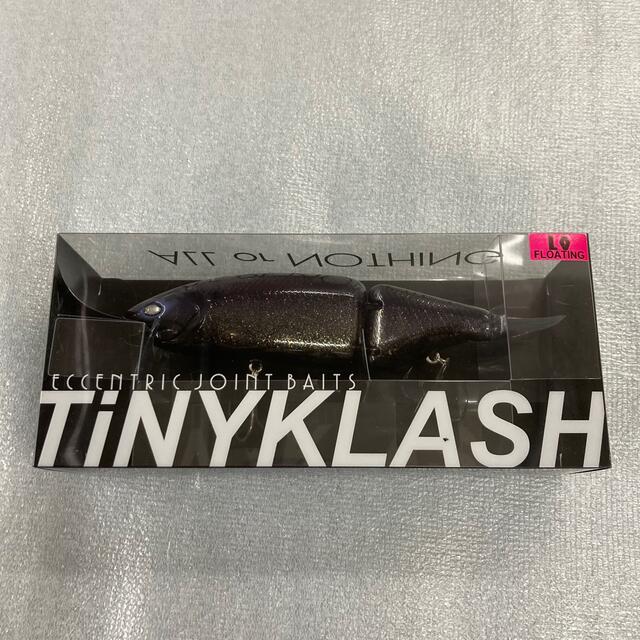 LO
FLOATING
ALL or NOTHING
ECCENTRIC JOINT BAITS
TiNYKLASH